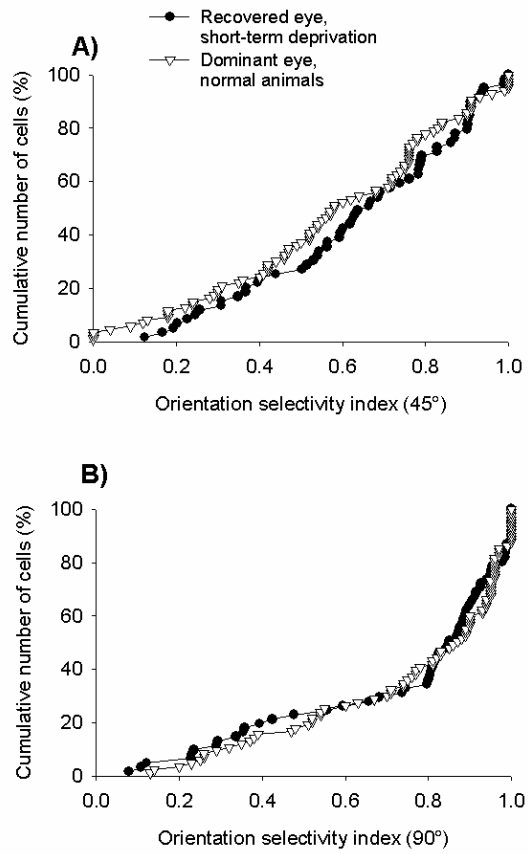 Recovered eye,
short-term deprivation
Dominant eye,
normal animals
A)
100
80
60
40
20
0
Cumulative number of cells (%)
0.0 0.2 0.4 0.6 0.8 1.0
Orientation selectivity index (45°)
B)
100
80
60
40
20
0
Cumulative number of cells (%)
0.0 0.2 0.4 0.6 0.8 1.0
Orientation selectivity index (90°)